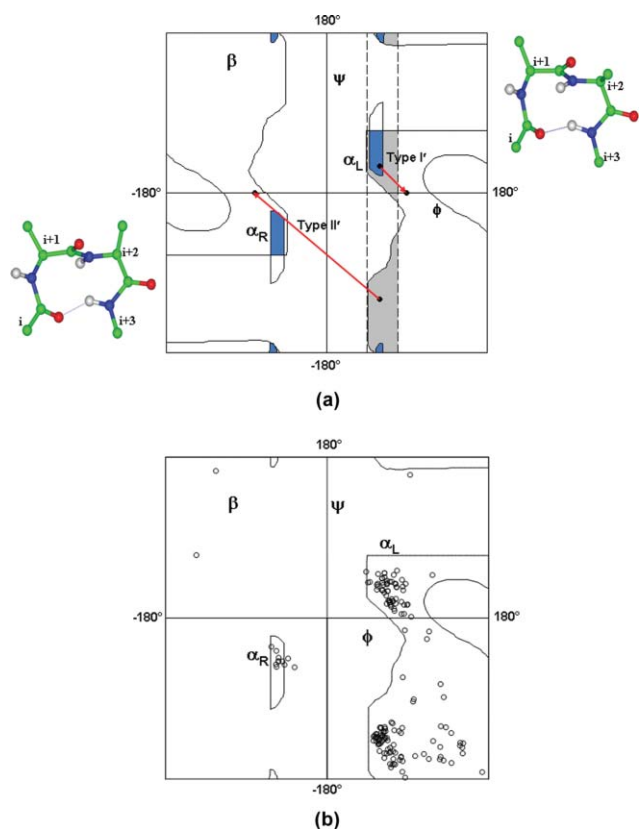 180°
β
ψ
i+1
i+2
i
i+3
αL
Type I′
-180°
180°
ϕ
αR
Type II′
i+1
i+2
i
i+3
-180°
(a)
180°
β
ψ
αL
-180°
180°
ϕ
αR
-180°
(b)